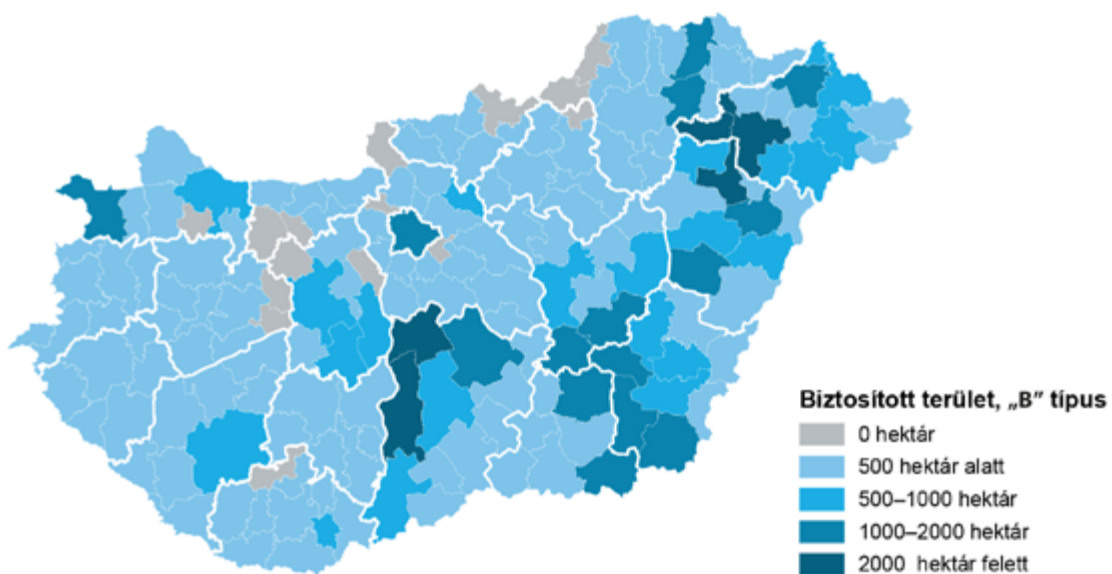 Biztosított terület, „B” típus
0 hektár
500 hektár alatt
500–1000 hektár
1000–2000 hektár
2000 hektár felett